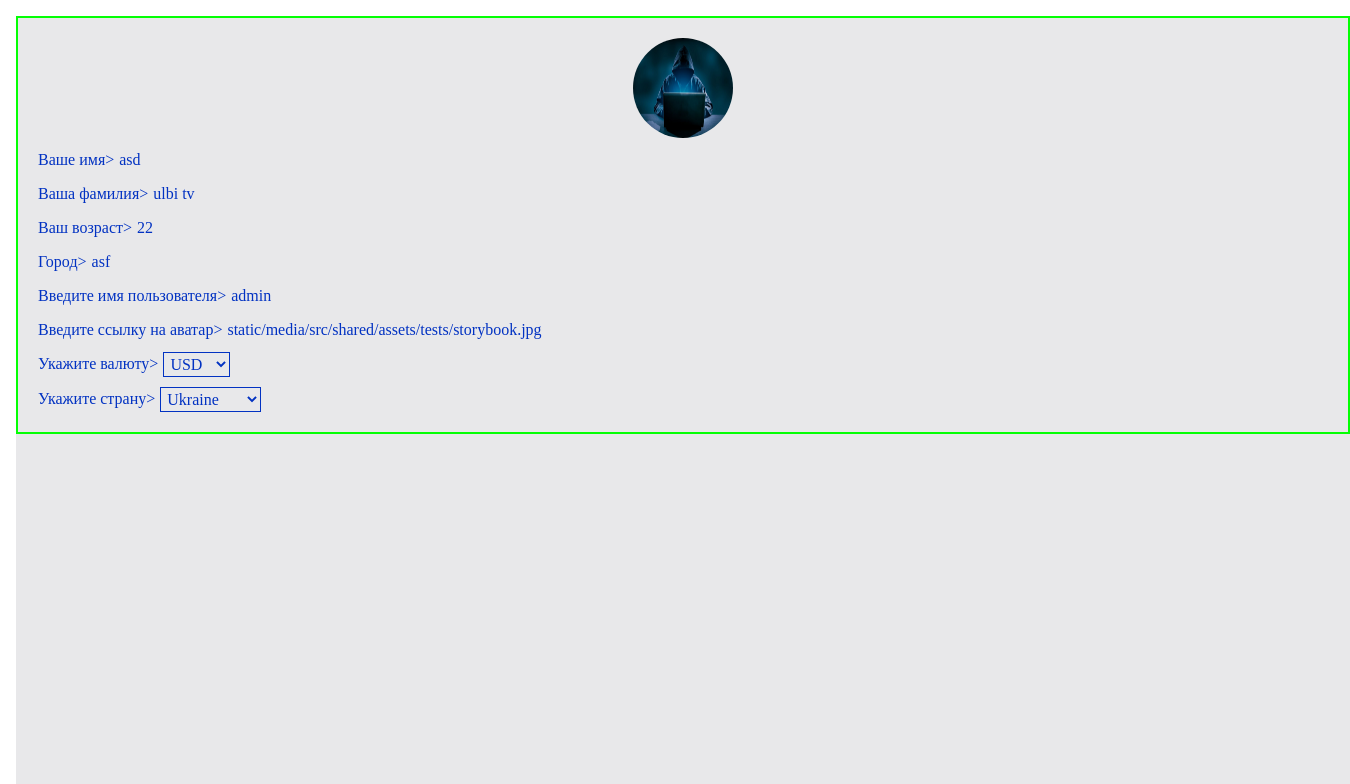 Ваше имя> asd
Ваша фамилия> ulbi tv
Ваш возраст> 22
Город> asf
Введите имя пользователя> admin
Введите ссылку на аватар> static/media/src/shared/assets/tests/storybook.jpg
Укажите валюту> USD
Укажите страну> Ukraine